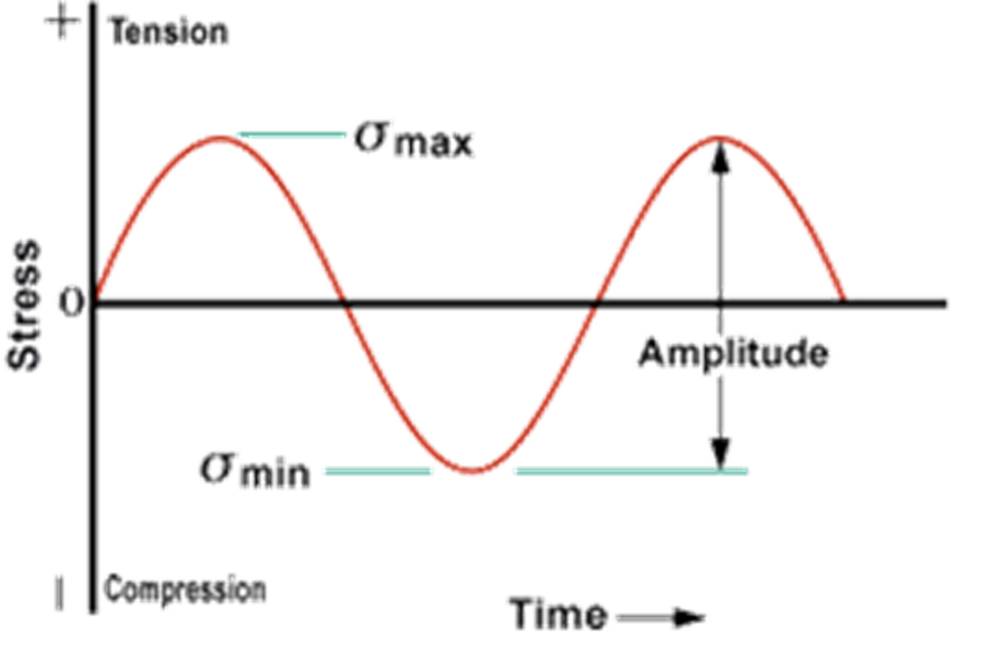 +
Tension
σmax
Stress
0
Amplitude
σmin
|
Compression
Time